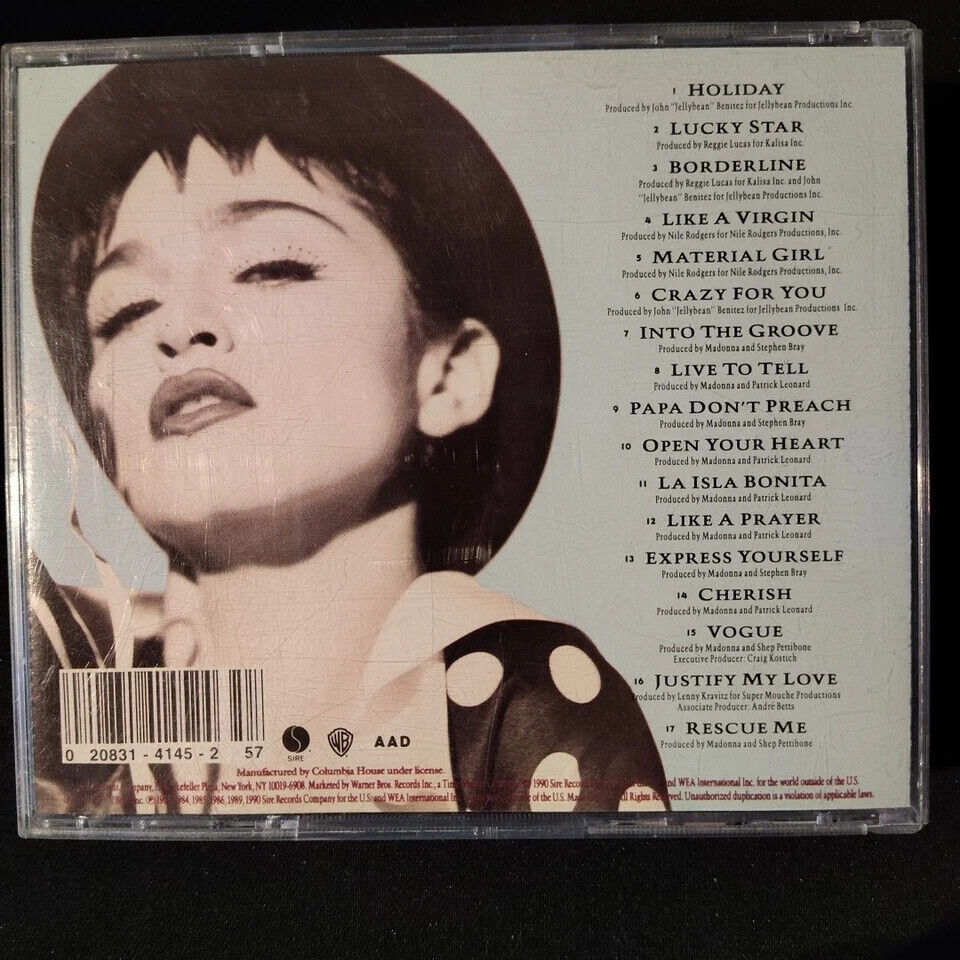 1 HOLIDAY
Produced by John "Jellybean" Benitez for Jellybean Productions Inc.
2 LUCKY STAR
Produced by Reggie Lucas for Kalisa Inc.
3 BORDERLINE
Produced by Reggie Lucas for Kalisa Inc. and John
"Jellybean" Benitez for Jellybean Productions Inc.
4 LIKE A VIRGIN
Produced by Nile Rodgers for Nile Rodgers Productions, Inc.
5 MATERIAL GIRL
Produced by Nile Rodgers for Nile Rodgers Productions, Inc.
6 CRAZY FOR YOU
Produced by John "Jellybean" Benitez for Jellybean Productions Inc.
7 INTO THE GROOVE
Produced by Madonna and Stephen Bray
8 LIVE TO TELL
Produced by Madonna and Patrick Leonard
9 PAPA DON'T PREACH
Produced by Madonna and Stephen Bray
10 OPEN YOUR HEART
Produced by Madonna and Patrick Leonard
11 LA ISLA BONITA
Produced by Madonna and Patrick Leonard
12 LIKE A PRAYER
Produced by Madonna and Patrick Leonard
13 EXPRESS YOURSELF
Produced by Madonna and Stephen Bray
14 CHERISH
Produced by Madonna and Patrick Leonard
15 VOGUE
Produced by Madonna and Shep Pettibone
Executive Producer: Craig Kostich
16 JUSTIFY MY LOVE
Produced by Lenny Kravitz for Super Mouche Productions
Associate Producer: André Betts
17 RESCUE ME
Produced by Madonna and Shep Pettibone
0 20831-4145-2 57
S SIRE WB AAD
Manufactured by Columbia House under license.
New York, NY 10019-6908. Marketed by Warner Bros. Records Inc., a 1990 Sire and WEA International Inc. for the world outside of the U.S.
1986, 1989, 1990 Sire Records Company for the U.S. and WEA International of the U.S. All Rights Reserved. Unauthorized duplication is a violation of applicable laws.